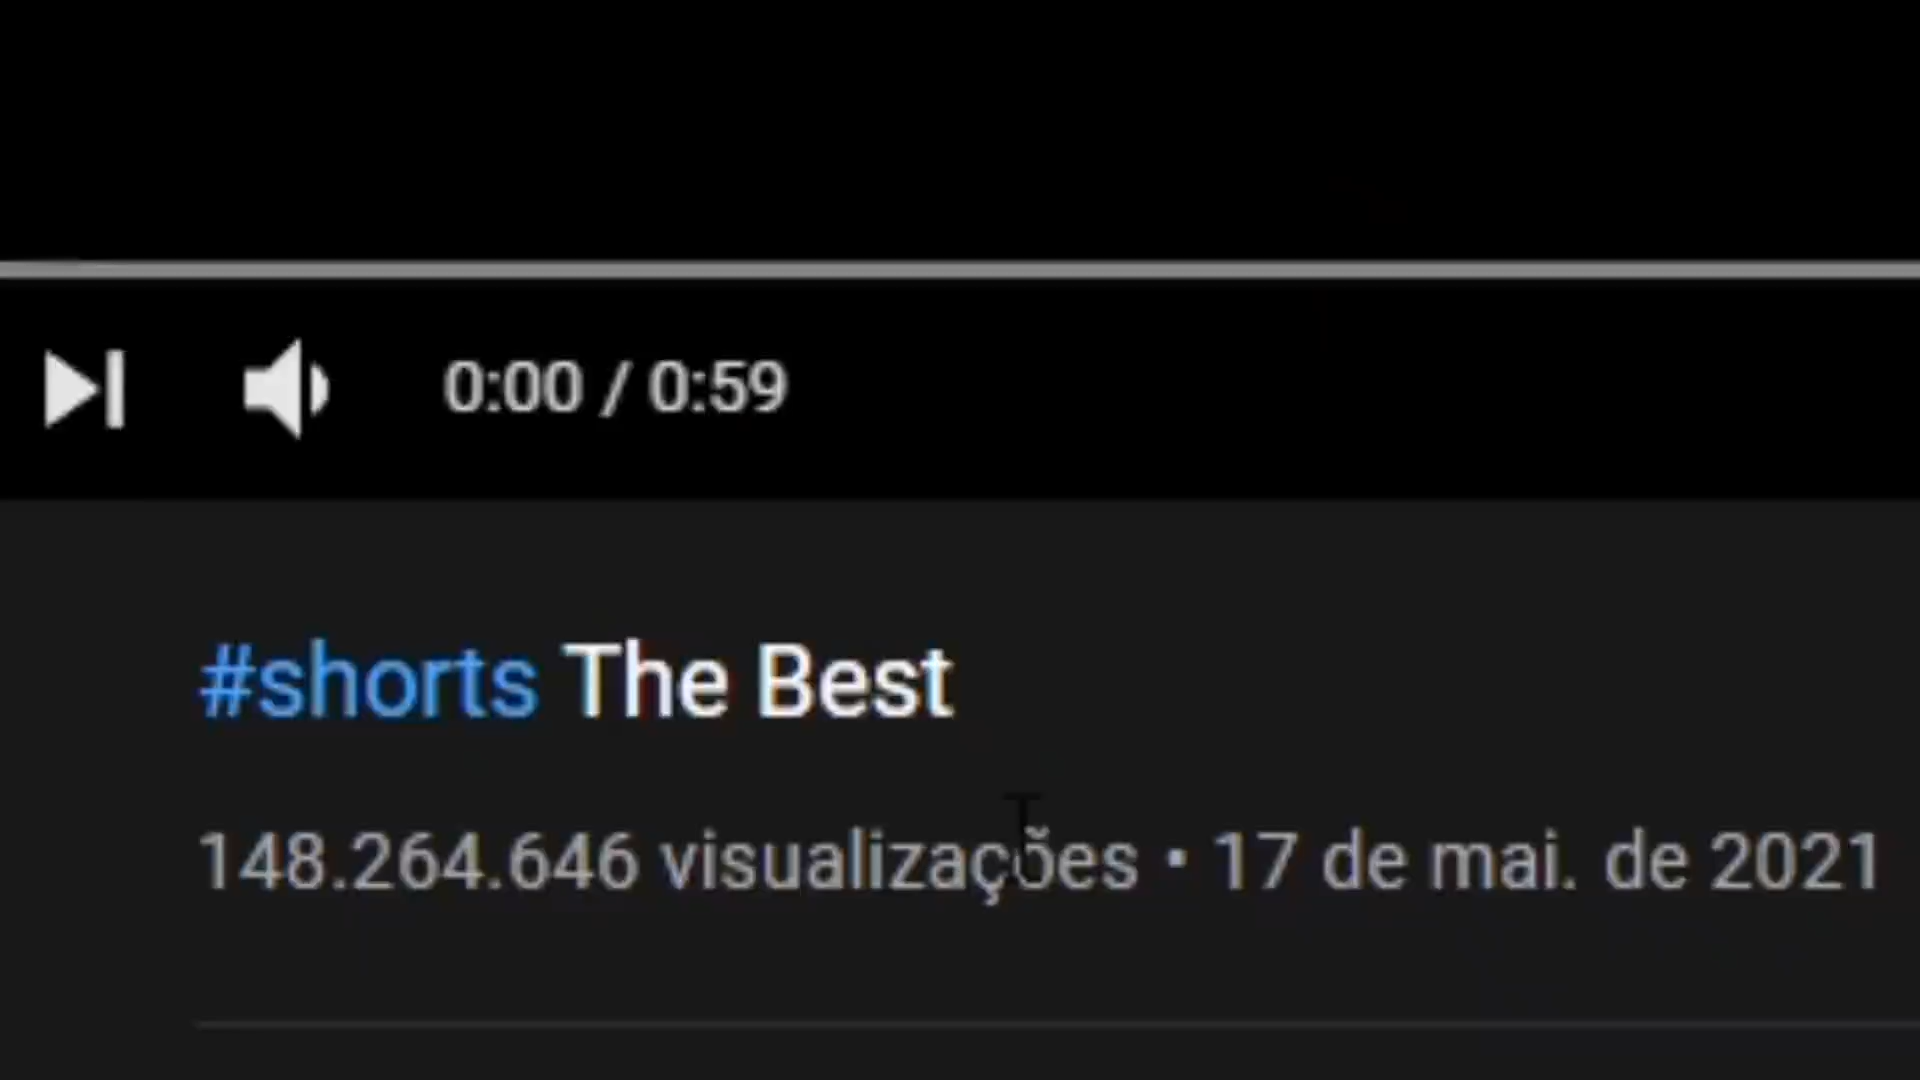 0:00 / 0:59
#shorts The Best
148.264.646 visualizações • 17 de mai. de 2021